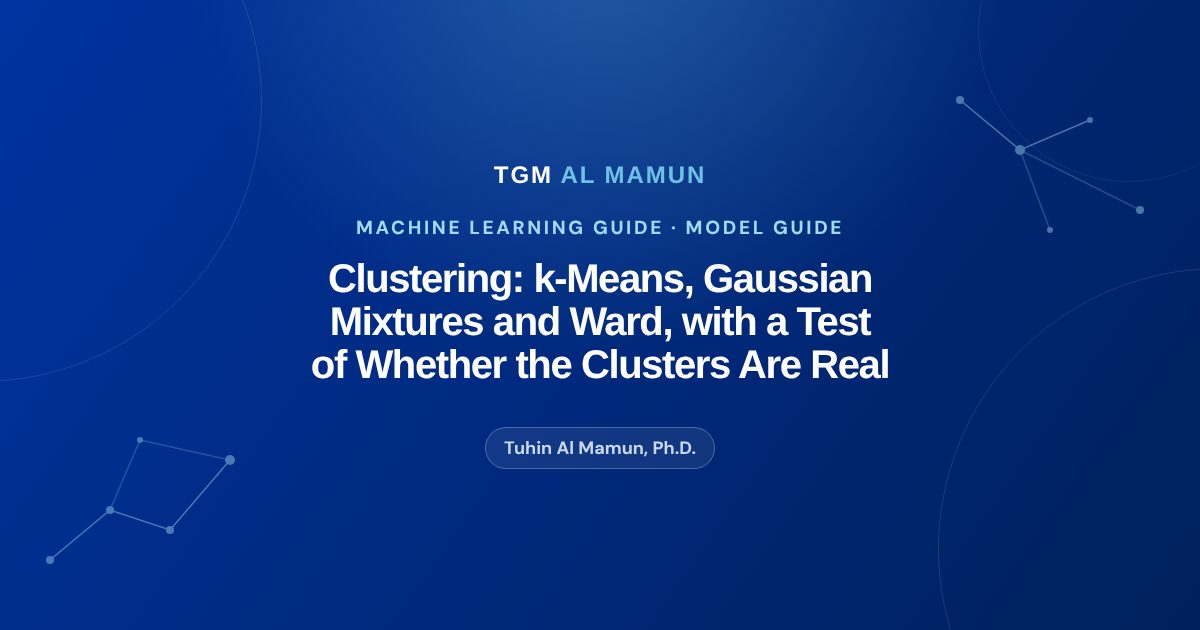 TGM AL MAMUN
MACHINE LEARNING GUIDE · MODEL GUIDE
Clustering: k-Means, Gaussian
Mixtures and Ward, with a Test
of Whether the Clusters Are Real
Tuhin Al Mamun, Ph.D.